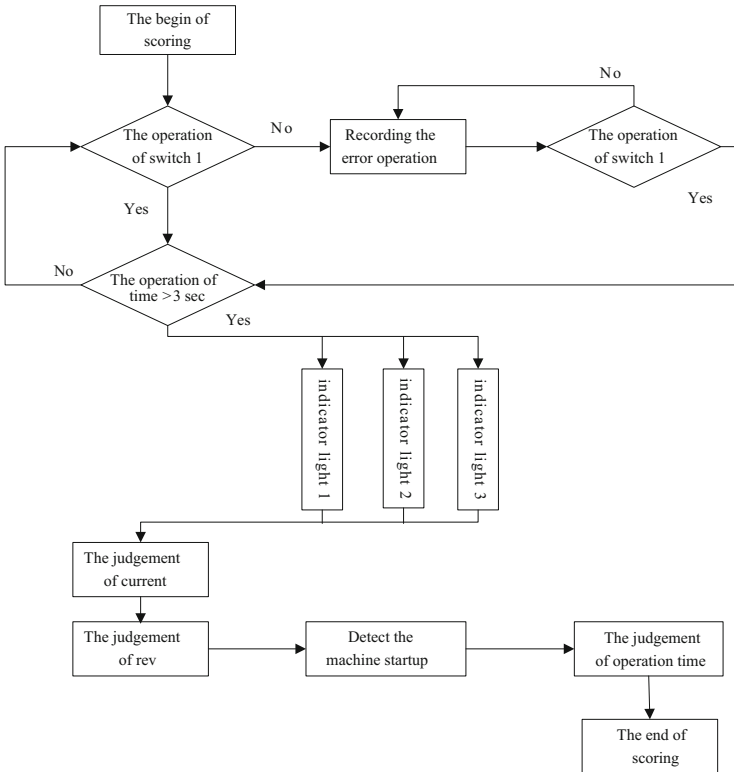 The begin of
scoring
No
The operation
of switch 1
No
Recording the
error operation
The operation
of switch 1
Yes
Yes
No
The operation of
time >3 sec
Yes
indicator light 1
indicator light 2
indicator light 3
The judgement
of current
The judgement
of rev
Detect the
machine startup
The judgement
of operation time
The end of
scoring